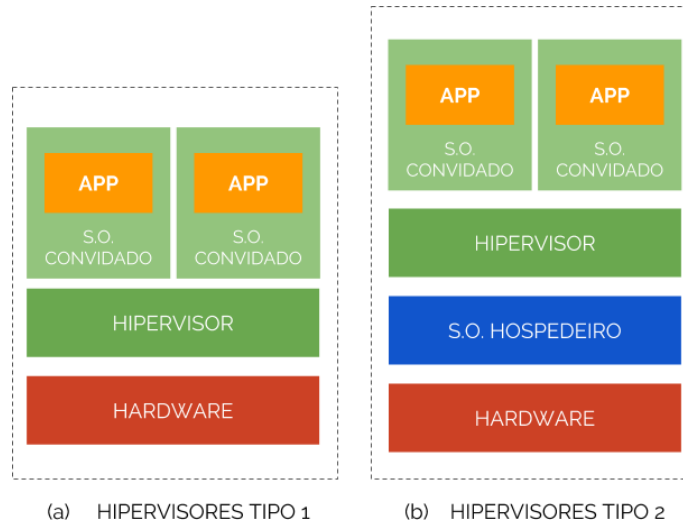 APP
APP
S.O.
CONVIDADO
S.O.
CONVIDADO
HIPERVISOR
HARDWARE
(a) HIPERVISORES TIPO 1
APP
APP
S.O.
CONVIDADO
S.O.
CONVIDADO
HIPERVISOR
S.O. HOSPEDEIRO
HARDWARE
(b) HIPERVISORES TIPO 2